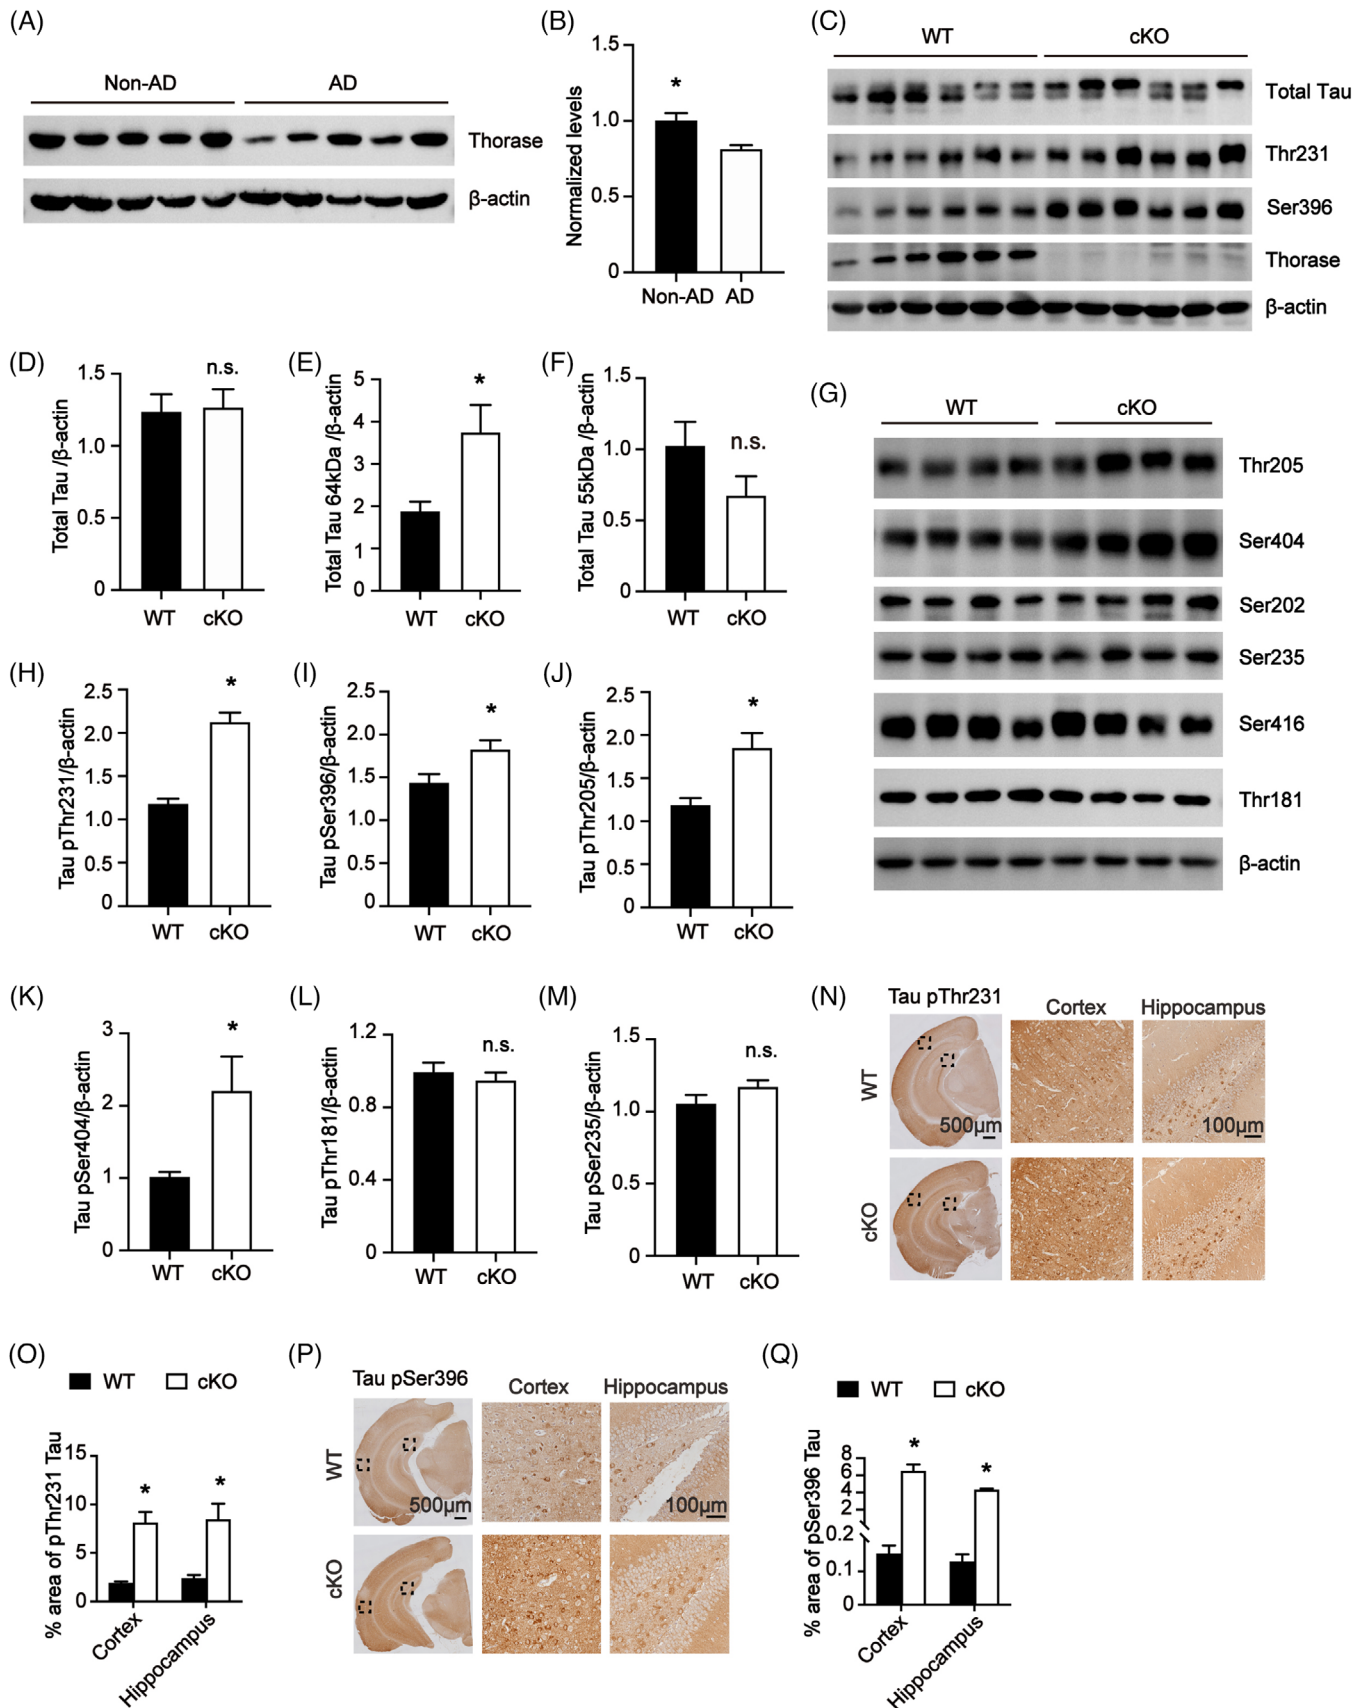 (A)
Non-AD AD
Thorase
β-actin
(B)
Normalized levels
1.5
1.0
0.5
0
*
Non-AD AD
(C)
WT cKO
Total Tau
Thr231
Ser396
Thorase
β-actin
(D)
Total Tau /β-actin
1.5
1.0
0.5
0
n.s.
WT cKO
(E)
Total Tau 64kDa /β-actin
5
4
3
2
1
0
*
WT cKO
(F)
Total Tau 55kDa /β-actin
1.5
1.0
0.5
0
n.s.
WT cKO
(G)
WT cKO
Thr205
Ser404
Ser202
Ser235
Ser416
Thr181
β-actin
(H)
Tau pThr231/β-actin
2.5
2.0
1.5
1.0
0.5
0
*
WT cKO
(I)
Tau pSer396/β-actin
2.5
2.0
1.5
1.0
0.5
0
*
WT cKO
(J)
Tau pThr205/β-actin
2.5
2.0
1.5
1.0
0.5
0
*
WT cKO
(K)
Tau pSer404/β-actin
3
2
1
0
*
WT cKO
(L)
Tau pThr181/β-actin
1.2
0.8
0.4
0
n.s.
WT cKO
(M)
Tau pSer235/β-actin
1.5
1.0
0.5
0
n.s.
WT cKO
(N)
Tau pThr231 Cortex Hippocampus
WT
500μm 100μm
cKO
(O)
WT cKO
% area of pThr231 Tau
15
10
5
0
* *
Cortex
Hippocampus
(P)
Tau pSer396 Cortex Hippocampus
WT
500μm 100μm
cKO
(Q)
WT cKO
% area of pSer396 Tau
8
6
4
2
0.2
0.1
0
* *
Cortex
Hippocampus